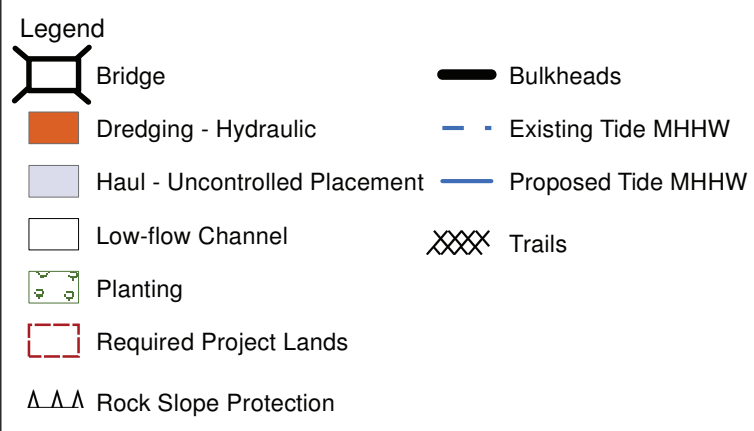 Legend
Bridge
Dredging - Hydraulic
Haul - Uncontrolled Placement
Low-flow Channel
Planting
Required Project Lands
Rock Slope Protection
Bulkheads
Existing Tide MHHW
Proposed Tide MHHW
Trails